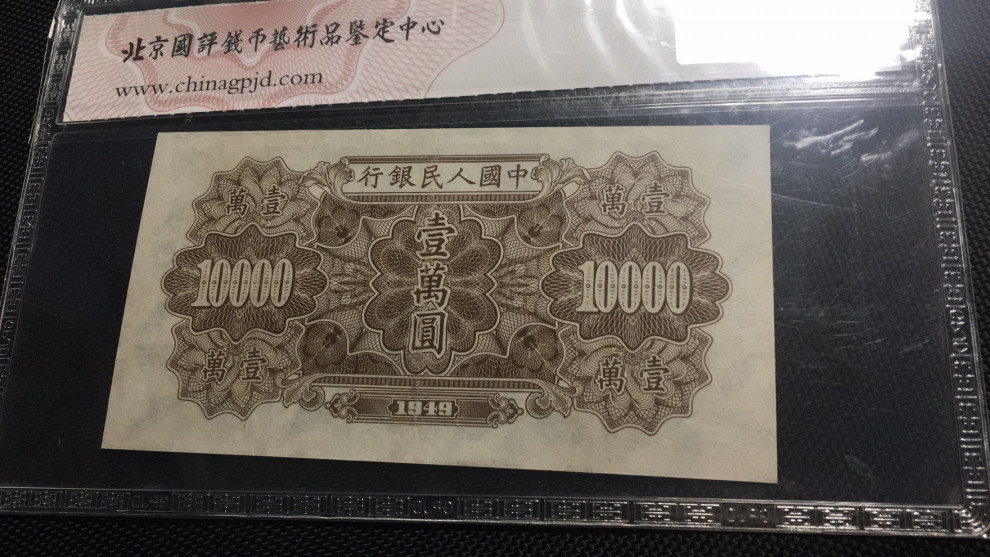 北京國評錢币藝術品鑒定中心
www.chinagpjd.com
行銀民人國中
萬壹
萬壹
壹萬圓
10000
10000
萬壹
萬壹
1949